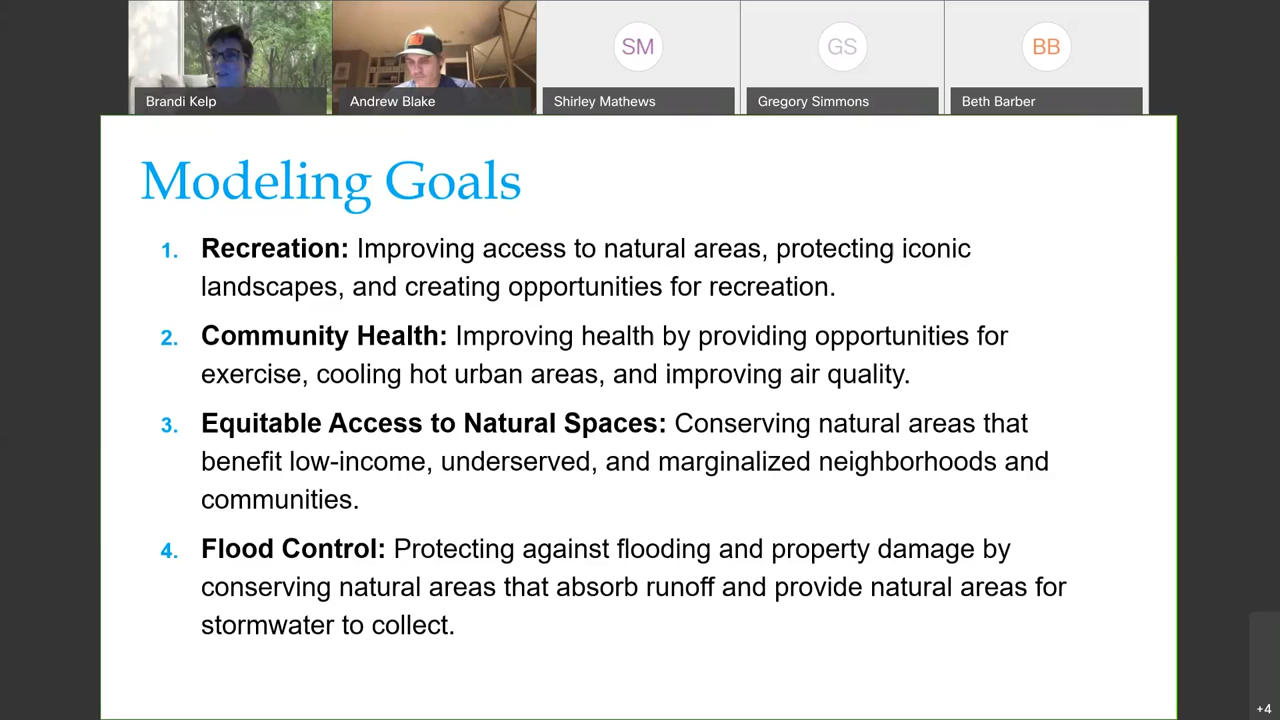 SM
GS
BB
Brandi Kelp
Andrew Blake
Shirley Mathews
Gregory Simmons
Beth Barber
Modeling Goals
1. Recreation: Improving access to natural areas, protecting iconic
landscapes, and creating opportunities for recreation.
2. Community Health: Improving health by providing opportunities for
exercise, cooling hot urban areas, and improving air quality.
3. Equitable Access to Natural Spaces: Conserving natural areas that
benefit low-income, underserved, and marginalized neighborhoods and
communities.
4. Flood Control: Protecting against flooding and property damage by
conserving natural areas that absorb runoff and provide natural areas for
stormwater to collect.
+4